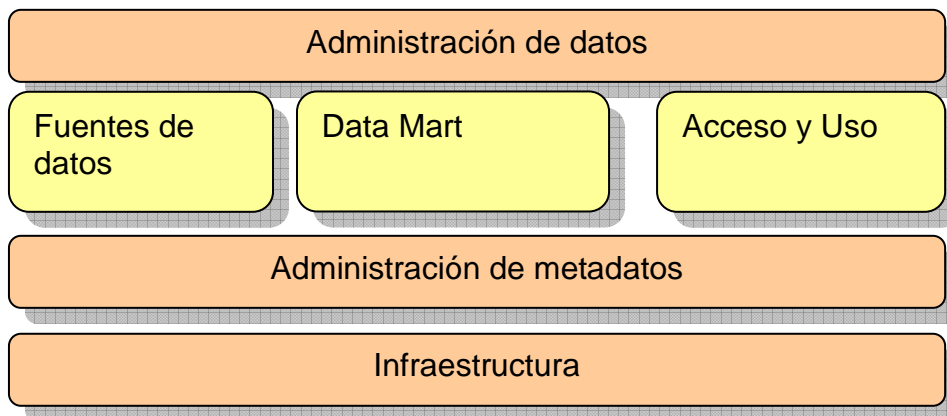 Administración de datos
Fuentes de
datos
Data Mart
Acceso y Uso
Administración de metadatos
Infraestructura